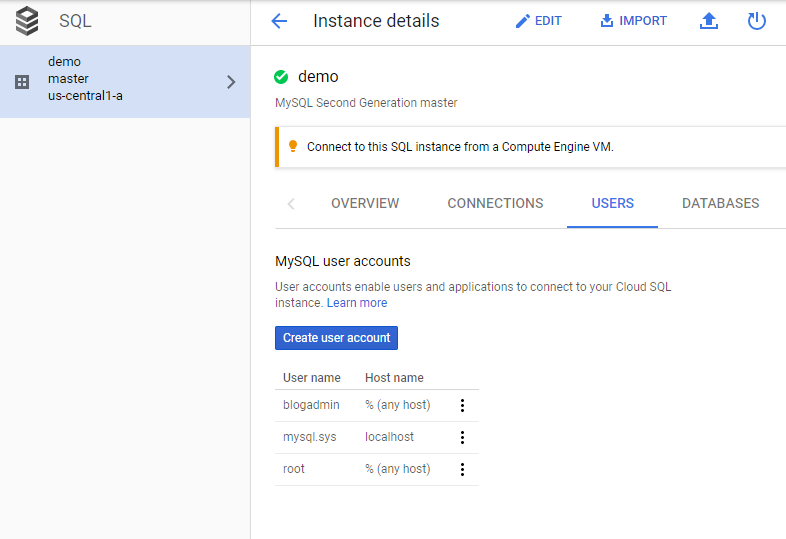 SQL
demo
master
us-central1-a
Instance details
EDIT
IMPORT
demo
MySQL Second Generation master
Connect to this SQL instance from a Compute Engine VM.
OVERVIEW
CONNECTIONS
USERS
DATABASES
MySQL user accounts
User accounts enable users and applications to connect to your Cloud SQL
instance. Learn more
Create user account
User name Host name
blogadmin % (any host)
mysql.sys localhost
root % (any host)